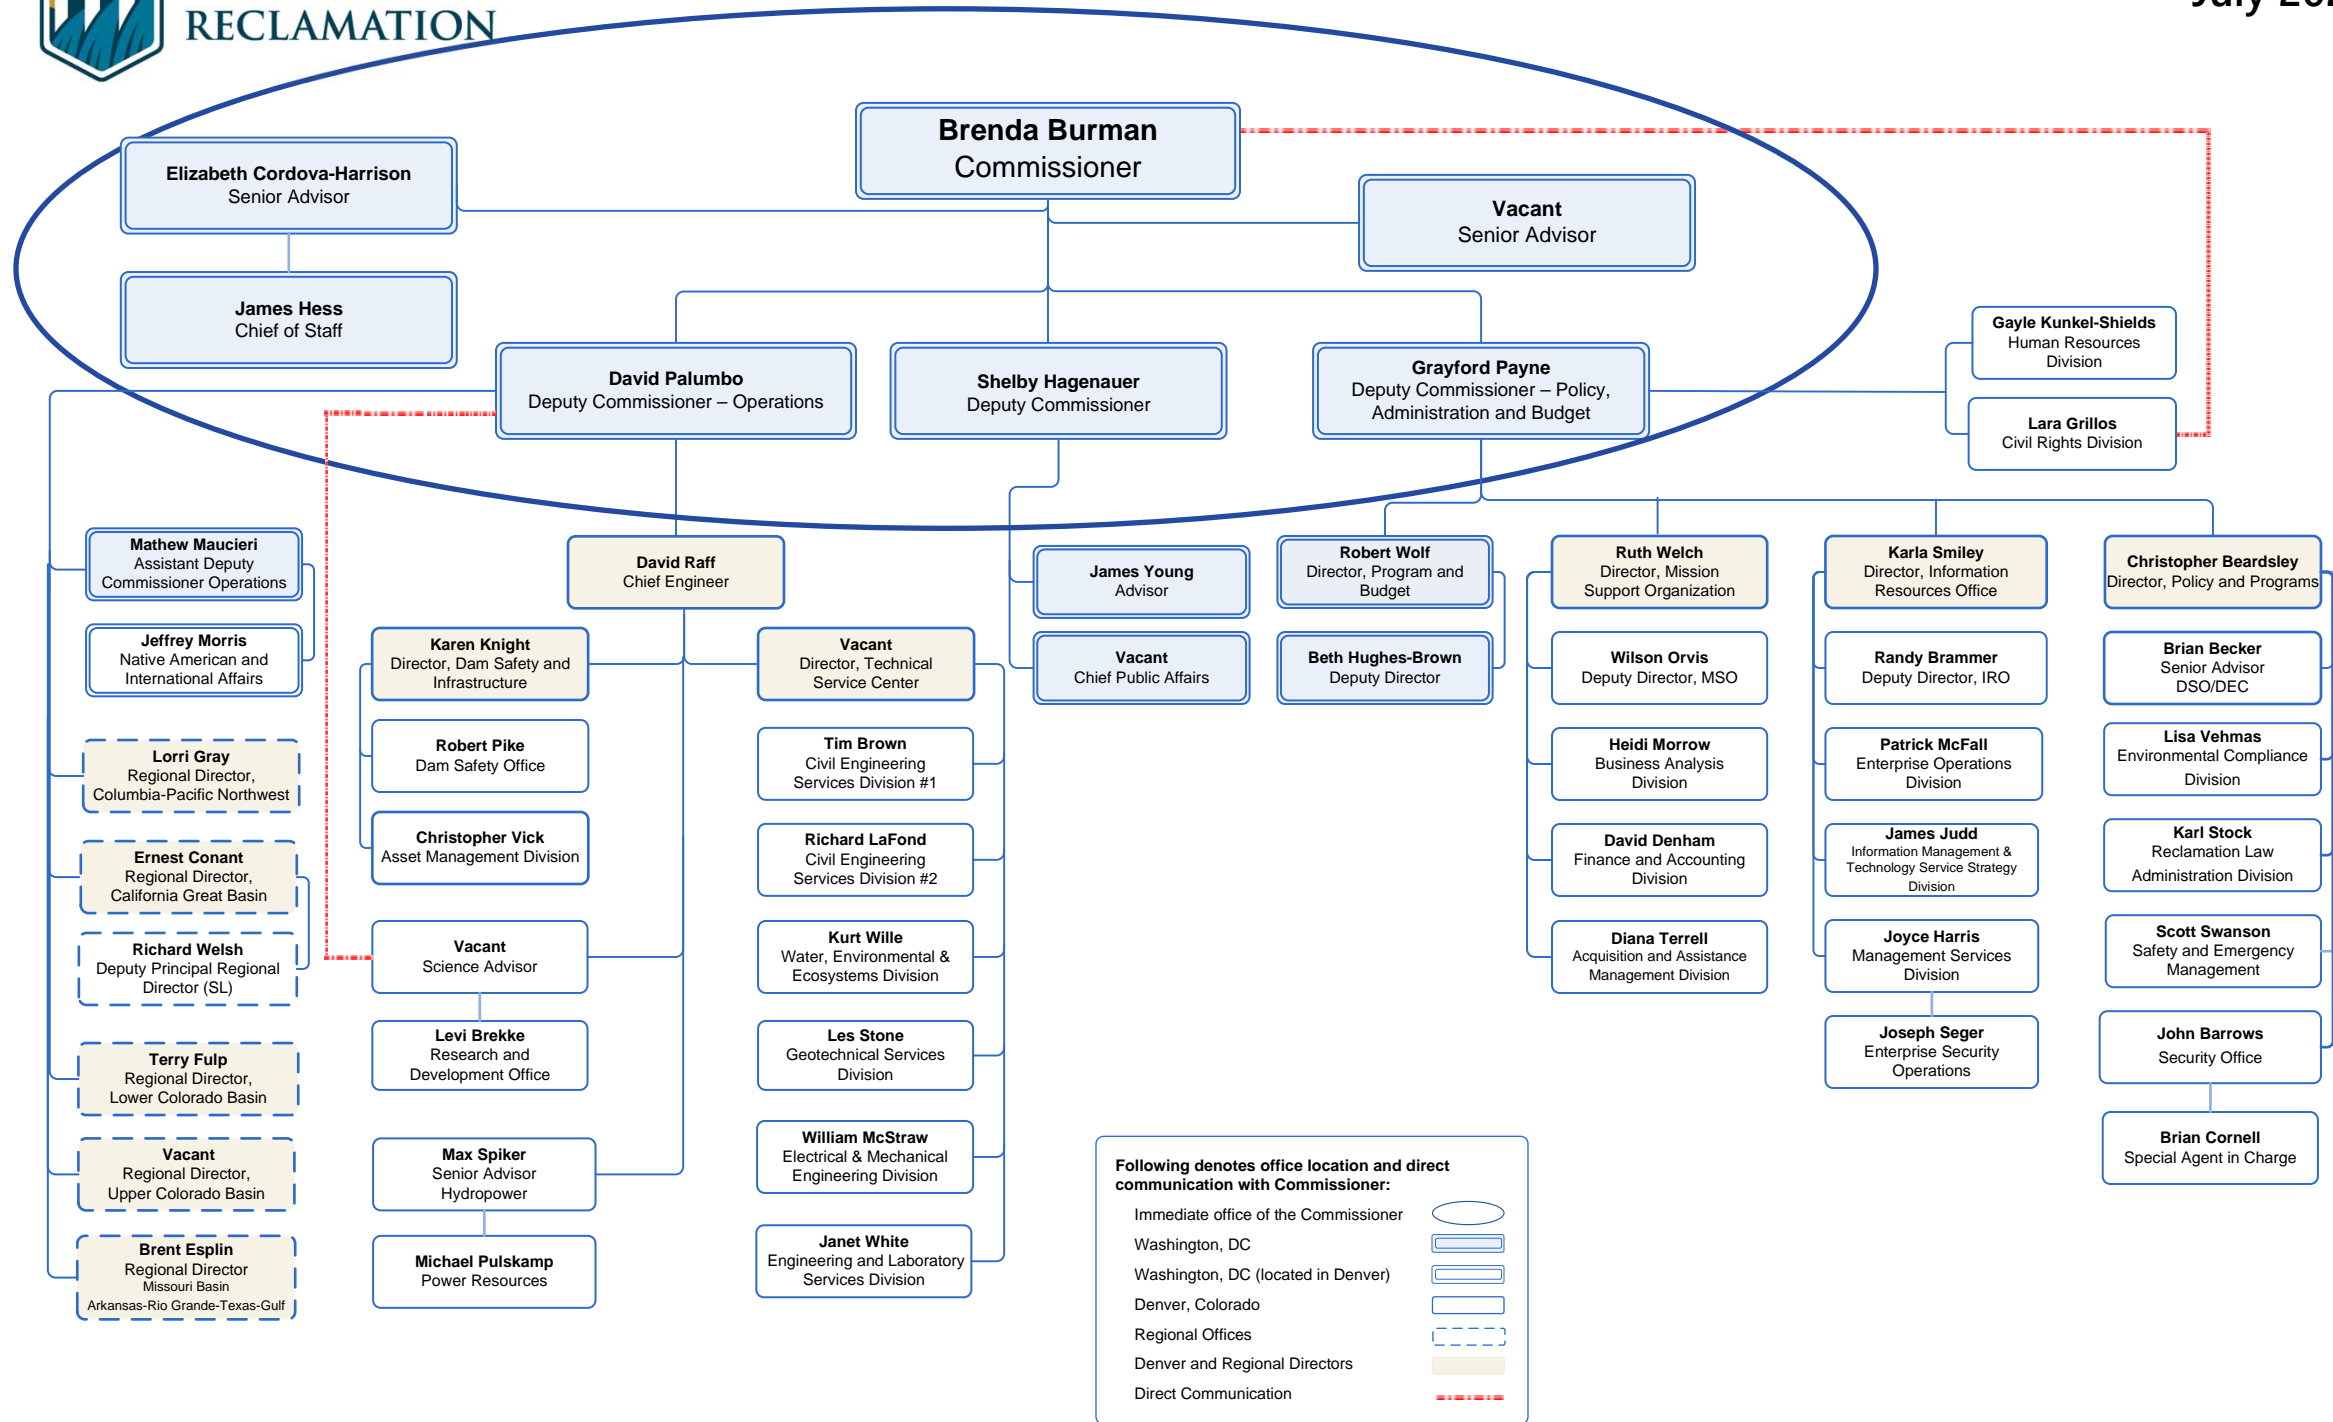 RECLAMATION
July
Brenda Burman
Commissioner
Elizabeth Cordova-Harrison
Senior Advisor
Vacant
Senior Advisor
James Hess
Chief of Staff
David Palumbo
Deputy Commissioner – Operations
Shelby Hagenauer
Deputy Commissioner
Grayford Payne
Deputy Commissioner – Policy,
Administration and Budget
Gayle Kunkel-Shields
Human Resources
Division
Lara Grillos
Civil Rights Division
Mathew Maucieri
Assistant Deputy
Commissioner Operations
Jeffrey Morris
Native American and
International Affairs
Lorri Gray
Regional Director,
Columbia-Pacific Northwest
Ernest Conant
Regional Director,
California Great Basin
Richard Welsh
Deputy Principal Regional
Director (SL)
Terry Fulp
Regional Director,
Lower Colorado Basin
Vacant
Regional Director,
Upper Colorado Basin
Brent Esplin
Regional Director
Missouri Basin
Arkansas-Rio Grande-Texas-Gulf
David Raff
Chief Engineer
Karen Knight
Director, Dam Safety and
Infrastructure
Robert Pike
Dam Safety Office
Christopher Vick
Asset Management Division
Vacant
Science Advisor
Levi Brekke
Research and
Development Office
Max Spiker
Senior Advisor
Hydropower
Michael Pulskamp
Power Resources
Vacant
Director, Technical
Service Center
Tim Brown
Civil Engineering
Services Division #1
Richard LaFond
Civil Engineering
Services Division #2
Kurt Wille
Water, Environmental &
Ecosystems Division
Les Stone
Geotechnical Services
Division
William McStraw
Electrical & Mechanical
Engineering Division
Janet White
Engineering and Laboratory
Services Division
James Young
Advisor
Vacant
Chief Public Affairs
Robert Wolf
Director, Program and
Budget
Beth Hughes-Brown
Deputy Director
Ruth Welch
Director, Mission
Support Organization
Wilson Orvis
Deputy Director, MSO
Heidi Morrow
Business Analysis
Division
David Denham
Finance and Accounting
Division
Diana Terrell
Acquisition and Assistance
Management Division
Karla Smiley
Director, Information
Resources Office
Randy Brammer
Deputy Director, IRO
Patrick McFall
Enterprise Operations
Division
James Judd
Information Management &
Technology Service Strategy
Division
Joyce Harris
Management Services
Division
Joseph Seger
Enterprise Security
Operations
Christopher Beardsley
Director, Policy and Programs
Brian Becker
Senior Advisor
DSO/DEC
Lisa Vehmas
Environmental Compliance
Division
Karl Stock
Reclamation Law
Administration Division
Scott Swanson
Safety and Emergency
Management
John Barrows
Security Office
Brian Cornell
Special Agent in Charge
Following denotes office location and direct
communication with Commissioner:
Immediate office of the Commissioner
Washington, DC
Washington, DC (located in Denver)
Denver, Colorado
Regional Offices
Denver and Regional Directors
Direct Communication